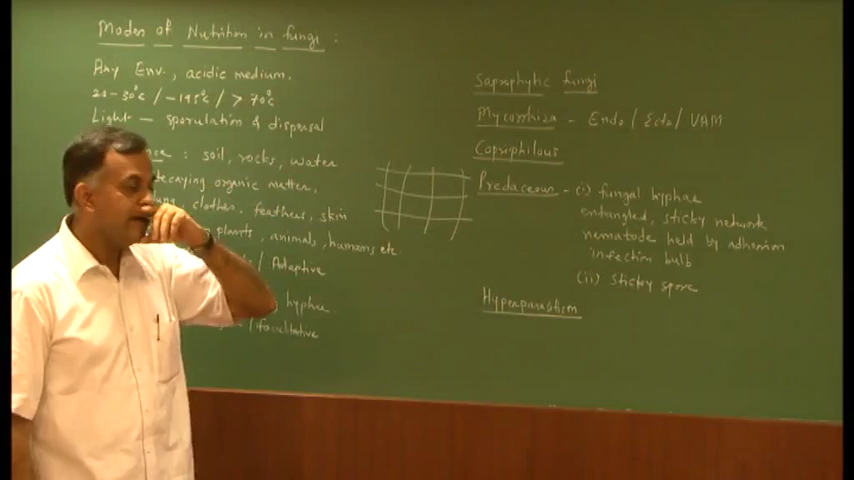 Modes of Nutrition in fungi :
Any Env., acidic medium.
20-30°c / -195°c / > 70°c
Light — sporulation & dispersal
: soil, rocks, water
decaying organic matter,
clothes. feathers, skin
plants, animals, humans etc.
/ Adaptive
hyphae.
/ facultative
Saprophytic fungi
Mycorrhiza - Endo / Ecto / VAM
Coprophilous
Predaceous - (i) fungal hyphae
entangled, sticky network
nematode held by adhesion
infection bulb
(ii) sticky spore
Hyperparasitism